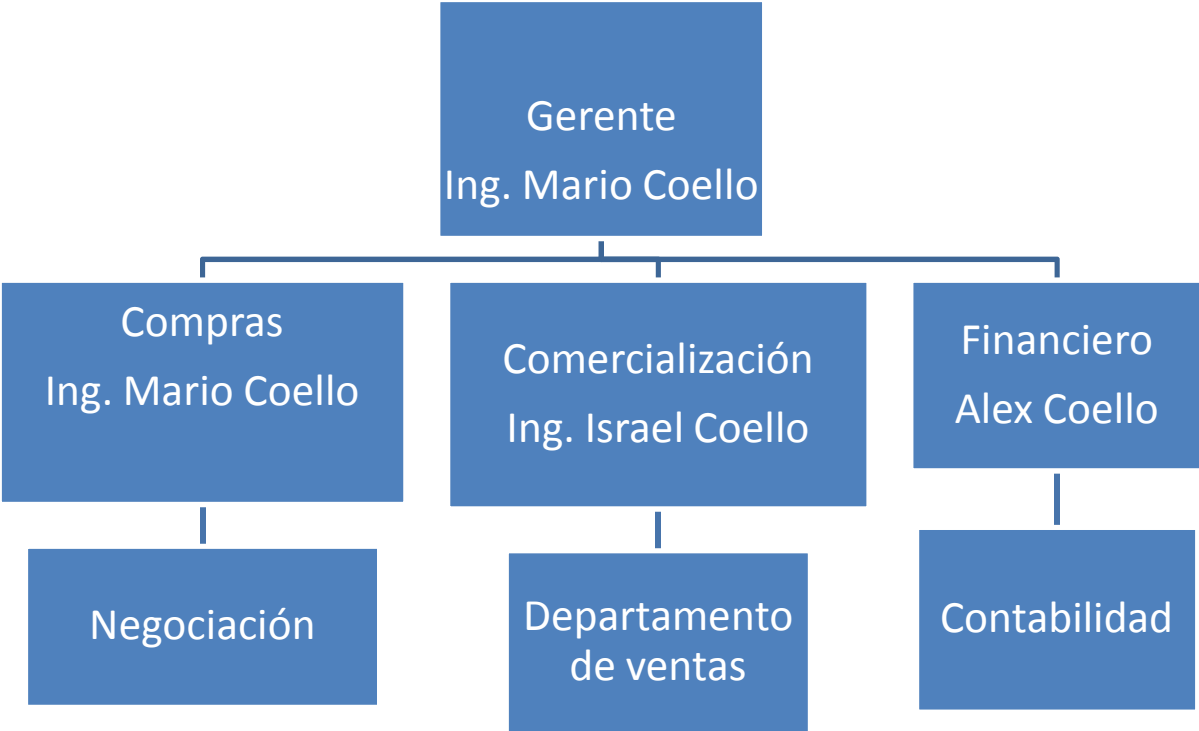 Gerente
Ing. Mario Coello
Compras
Ing. Mario Coello
Comercialización
Ing. Israel Coello
Financiero
Alex Coello
Negociación
Departamento
de ventas
Contabilidad